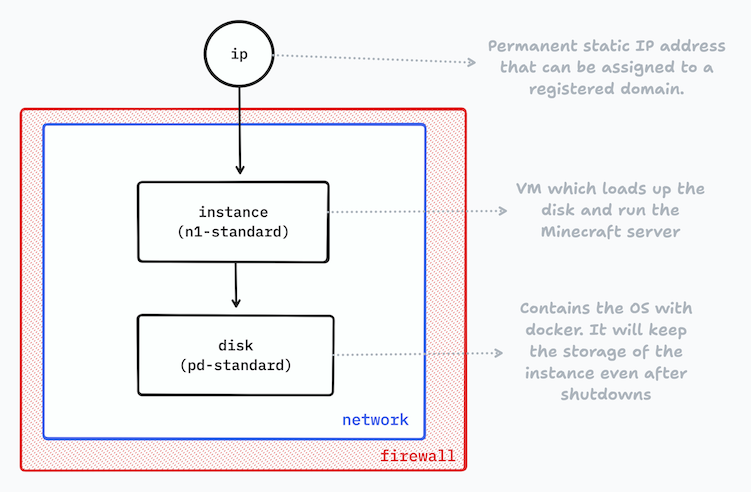 ip
Permanent static IP address
that can be assigned to a
registered domain.
instance
(n1-standard)
VM which loads up the
disk and run the
Minecraft server
disk
(pd-standard)
Contains the OS with
docker. It will keep
the storage of the
instance even after
shutdowns
network
firewall